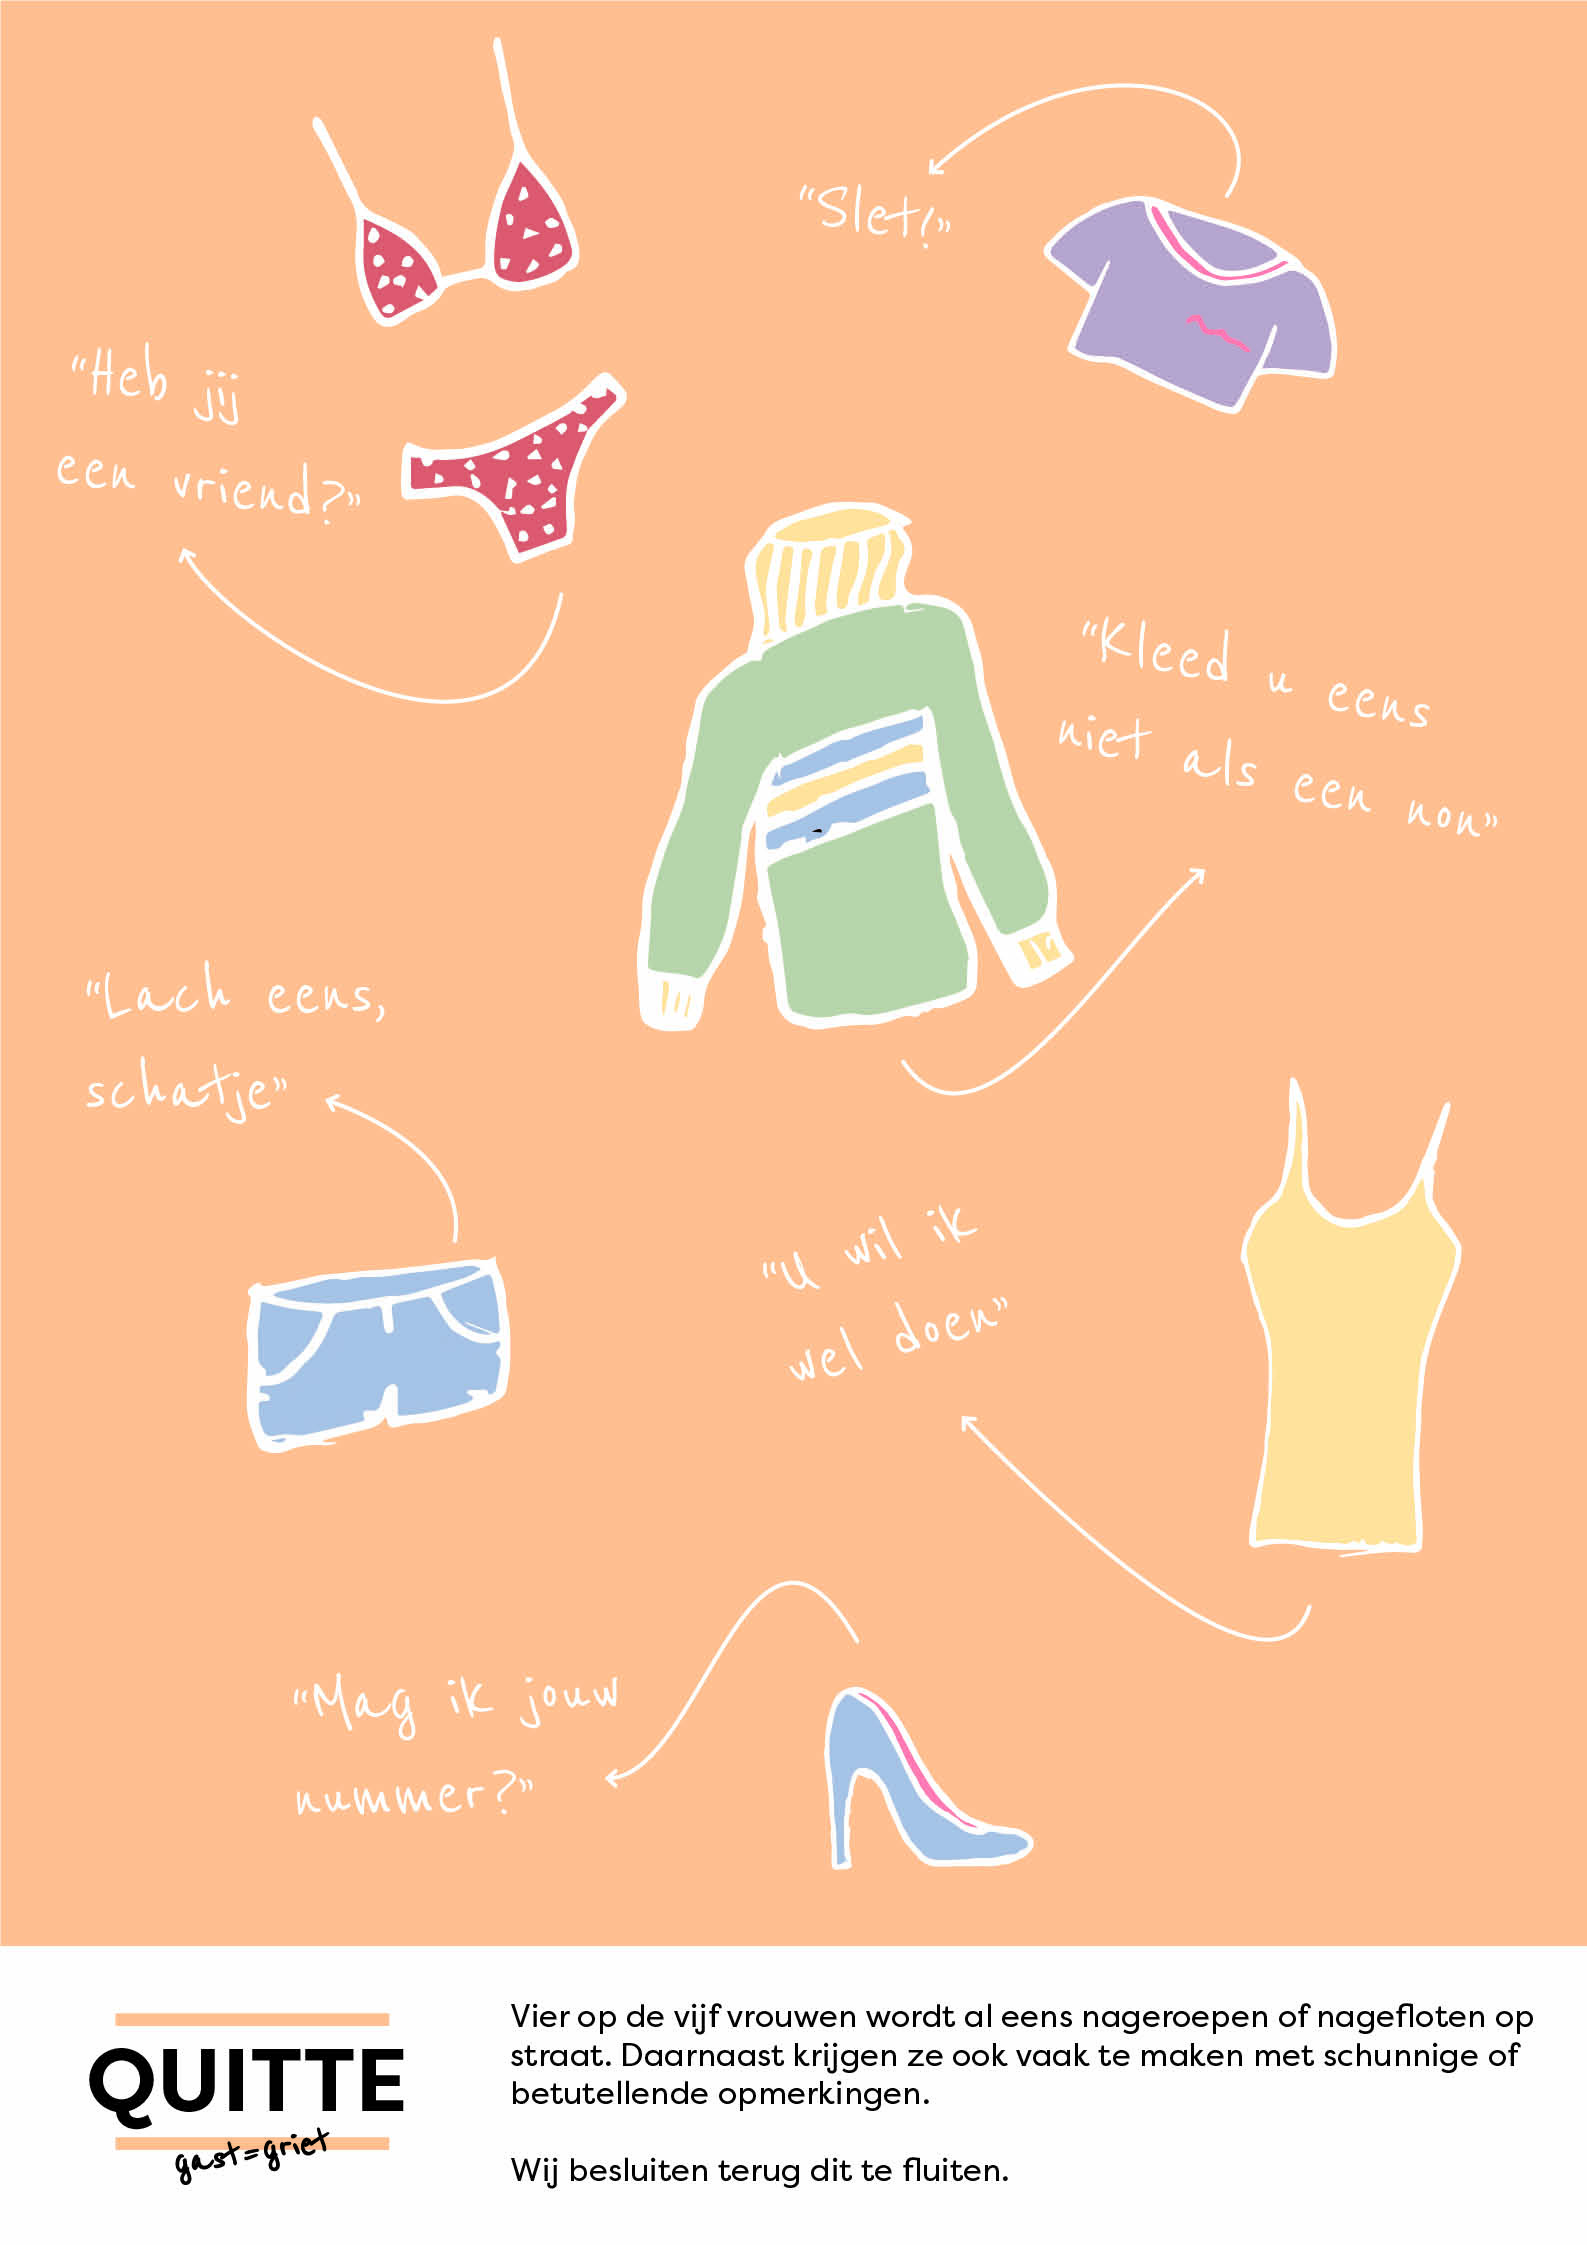 “Slet!”
“Heb jij
een vriend?”
“Kleed u eens
niet als een non”
“Lach eens,
schatje”
“U wil ik
wel doen”
“Mag ik jouw
nummer?”
QUITTE
gast=griet
Vier op de vijf vrouwen wordt al eens nageroepen of nagefloten op
straat. Daarnaast krijgen ze ook vaak te maken met schunnige of
betutellende opmerkingen.
Wij besluiten terug dit te fluiten.